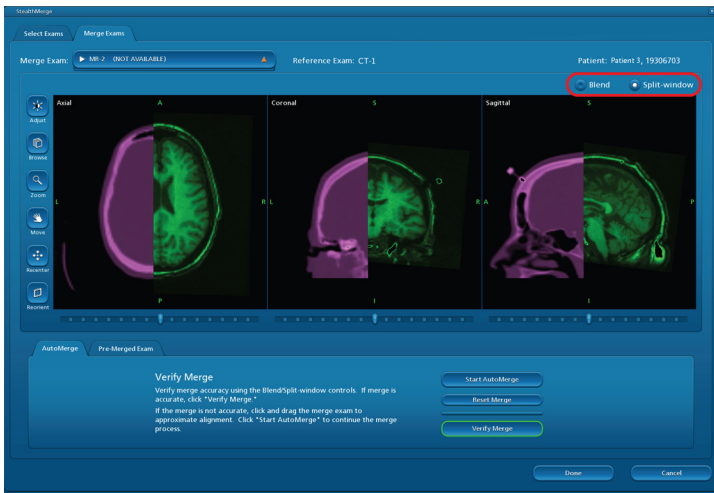 StealthMerge
Select Exams
Merge Exams
Merge Exam: ▶ MR-2 (NOT AVAILABLE)
Reference Exam: CT-1
Patient: Patient 3, 19306703
Blend
Split-window
Adjust
Browse
Zoom
Move
Recenter
Reorient
Axial
A
L
R
P
Coronal
S
L
R
I
Sagittal
S
A
P
I
AutoMerge
Pre-Merged Exam
Verify Merge
Verify merge accuracy using the Blend/Split-window controls. If merge is
accurate, click "Verify Merge."
If the merge is not accurate, click and drag the merge exam to
approximate alignment. Click "Start AutoMerge" to continue the merge
process.
Start AutoMerge
Reset Merge
Verify Merge
Done
Cancel